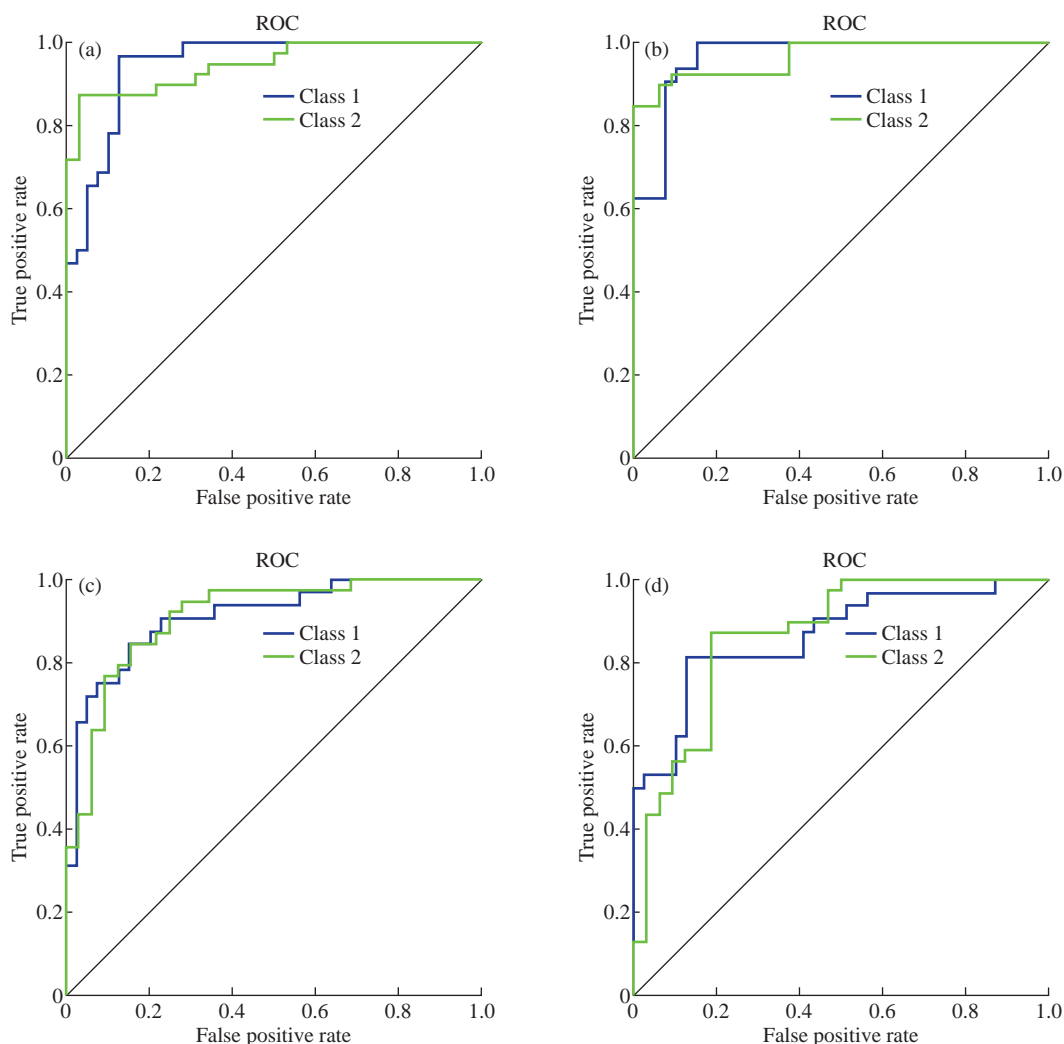 ROC
(a)
1.0
0.8
0.6
0.4
0.2
0
Class 1
Class 2
True positive rate
0 0.2 0.4 0.6 0.8 1.0
False positive rate
ROC
(b)
1.0
0.8
0.6
0.4
0.2
0
Class 1
Class 2
True positive rate
0 0.2 0.4 0.6 0.8 1.0
False positive rate
ROC
(c)
1.0
0.8
0.6
0.4
0.2
0
Class 1
Class 2
True positive rate
0 0.2 0.4 0.6 0.8 1.0
False positive rate
ROC
(d)
1.0
0.8
0.6
0.4
0.2
0
Class 1
Class 2
True positive rate
0 0.2 0.4 0.6 0.8 1.0
False positive rate